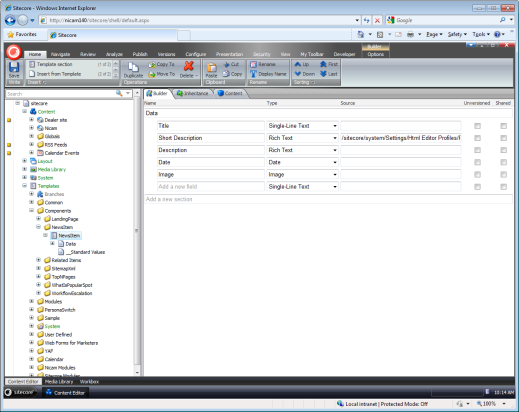 Sitecore - Windows Internet Explorer
http://nicam140/sitecore/shell/default.aspx
Google
Favorites Sitecore
Page Safety Tools
Builder
Home Navigate Review Analyze Publish Versions Configure Presentation Security View My Toolbar Developer Options
Template section (1 of 2) Copy To Cut Rename Up First
Insert from Template (2 of 2) Move To Copy Display Name Down Last
Save Duplicate Delete Paste
Write Insert Operations Clipboard Rename Sorting
Search
Builder Inheritance Content
Name Type Source Unversioned Shared
sitecore
Content
Dealer site
Nicam
Globals
RSS Feeds
Calendar Events
Layout
Media Library
System
Templates
Branches
Common
Components
LandingPage
NewsItem
NewsItem
Data
__Standard Values
Related Items
SitemapXml
TopNPages
WhatIsPopularSpot
WorkflowEscalation
Modules
PersonaSwitch
Sample
System
User Defined
Web Forms for Marketers
YAF
Calendar
Nicam Modules
Sitecore Modules
Data
Title Single-Line Text
Short Description Rich Text /sitecore/system/Settings/Html Editor Profiles/
Description Rich Text
Date Date
Image Image
Add a new field Single-Line Text
Add a new section
Content Editor Media Library Workbox
sitecore Content Editor 10:14 AM
Local intranet | Protected Mode: Off 100%